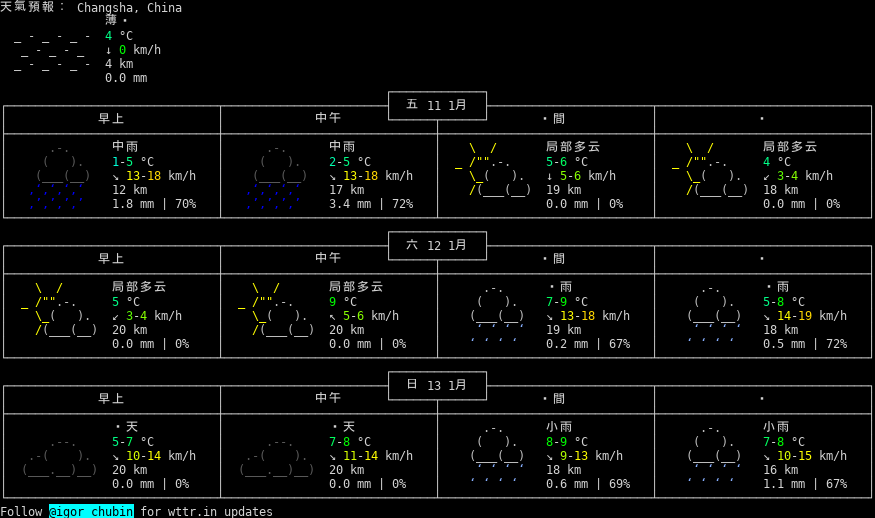 天氣預報： Changsha, China
薄・
4 °C
↓ 0 km/h
4 km
0.0 mm
五 11 1月
早上 中午 ・間 ・
中雨 中雨 局部多云 局部多云
1-5 °C 2-5 °C 5-6 °C 4 °C
↘ 13-18 km/h ↘ 13-18 km/h ↓ 5-6 km/h ↙ 3-4 km/h
12 km 17 km 19 km 18 km
1.8 mm | 70% 3.4 mm | 72% 0.0 mm | 0% 0.0 mm | 0%
六 12 1月
早上 中午 ・間 ・
局部多云 局部多云 ・雨 ・雨
5 °C 9 °C 7-9 °C 5-8 °C
↙ 3-4 km/h ↖ 5-6 km/h ↘ 13-18 km/h ↘ 14-19 km/h
20 km 20 km 19 km 18 km
0.0 mm | 0% 0.0 mm | 0% 0.2 mm | 67% 0.5 mm | 72%
日 13 1月
早上 中午 ・間 ・
・天 ・天 小雨 小雨
5-7 °C 7-8 °C 8-9 °C 7-8 °C
↘ 10-14 km/h ↘ 11-14 km/h ↘ 9-13 km/h ↘ 10-15 km/h
20 km 20 km 18 km 16 km
0.0 mm | 0% 0.0 mm | 0% 0.6 mm | 69% 1.1 mm | 67%
Follow @igor_chubin for wttr.in updates